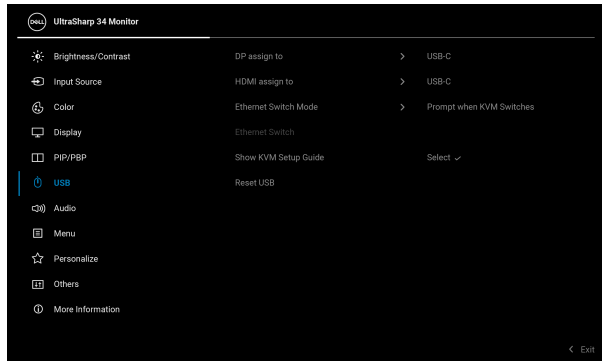 DELL UltraSharp 34 Monitor
Brightness/Contrast DP assign to > USB-C
Input Source HDMI assign to > USB-C
Color Ethernet Switch Mode > Prompt when KVM Switches
Display Ethernet Switch
PIP/PBP Show KVM Setup Guide Select ✓
USB Reset USB
Audio
Menu
Personalize
Others
More Information
< Exit